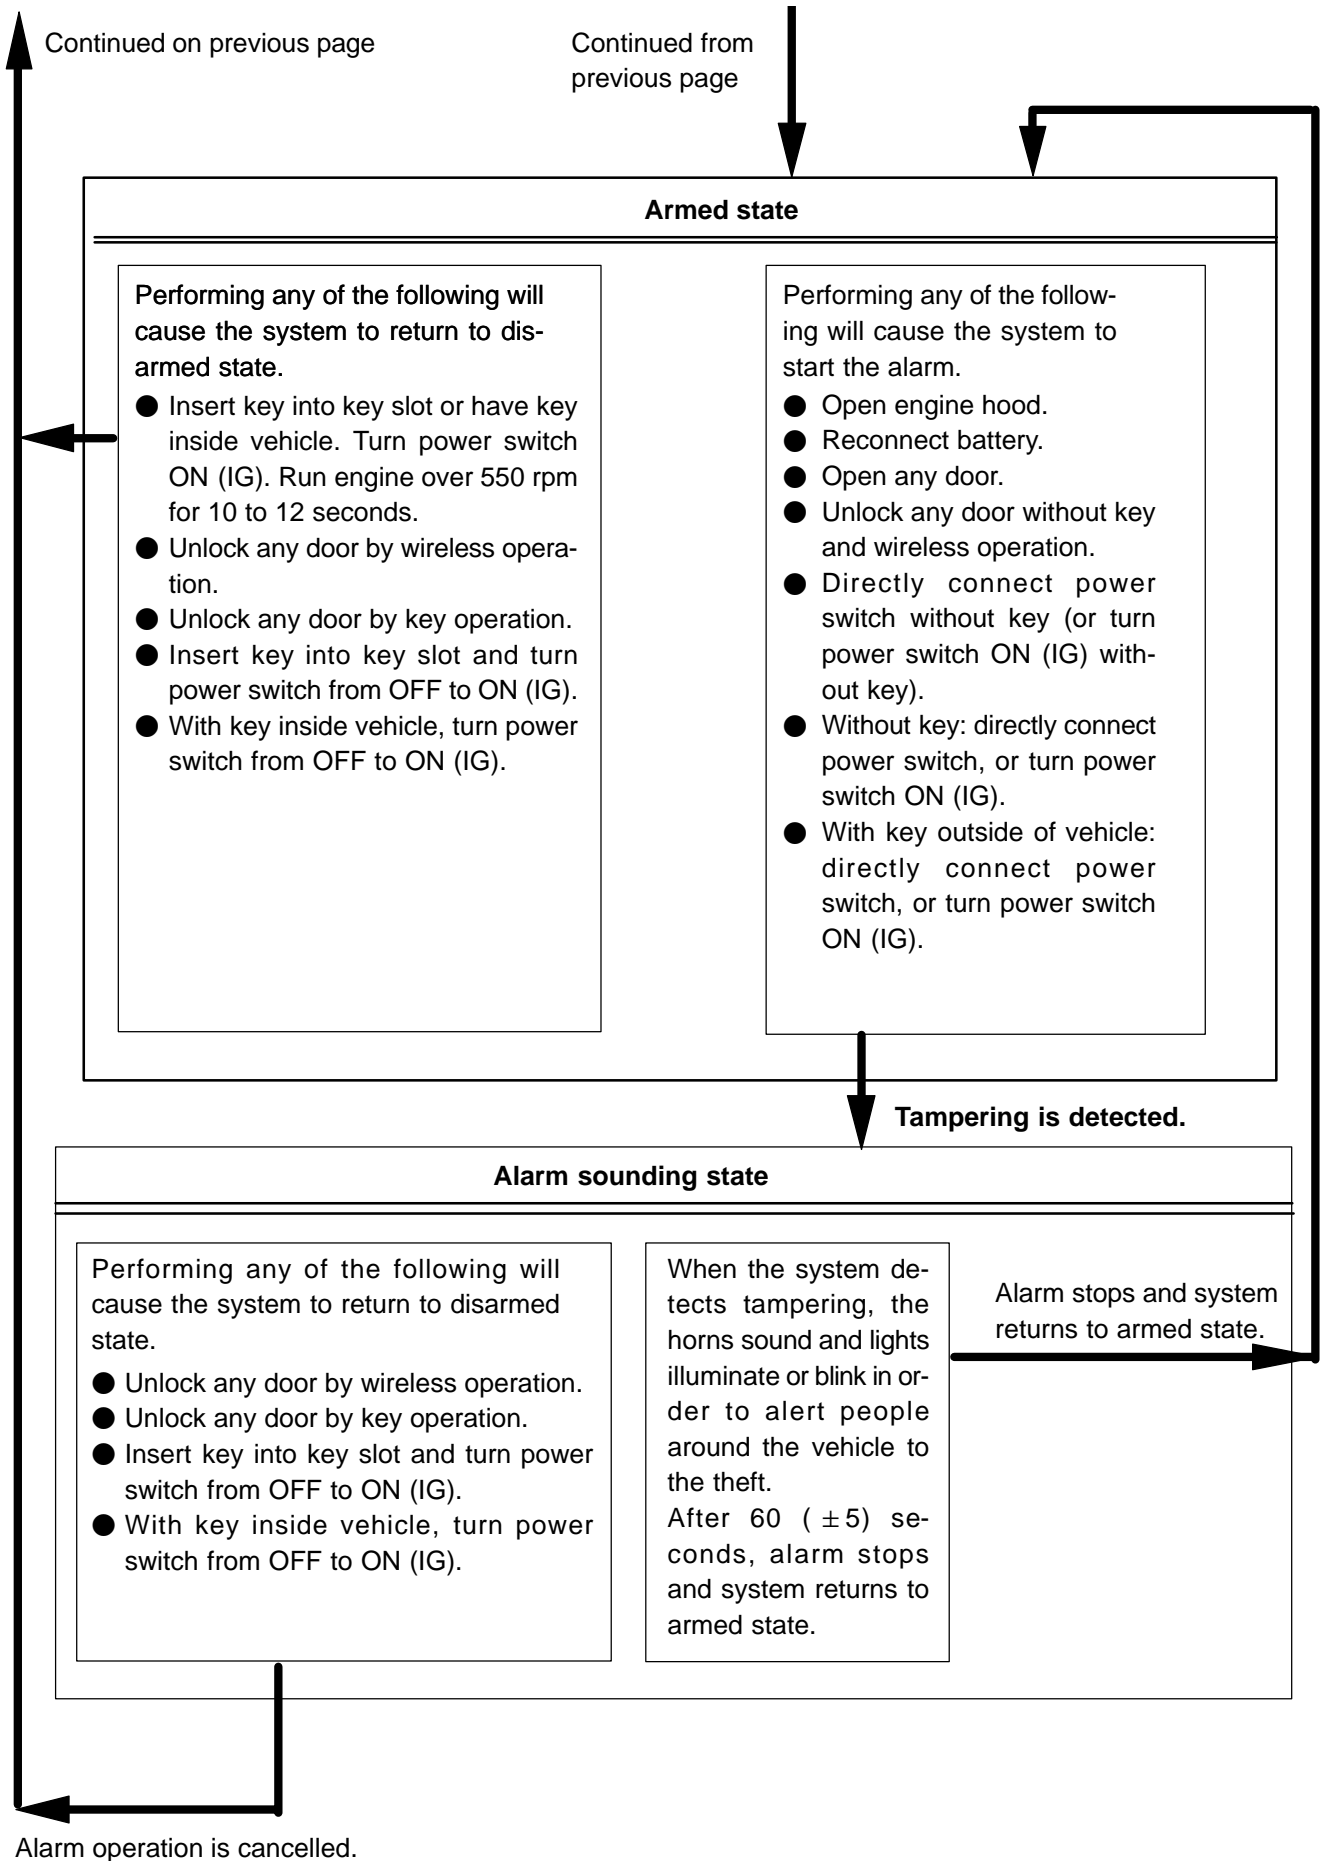 Continued on previous page
Continued from
previous page
Armed state
Performing any of the following will
cause the system to return to dis-
armed state.
● Insert key into key slot or have key
inside vehicle. Turn power switch
ON (IG). Run engine over 550 rpm
for 10 to 12 seconds.
● Unlock any door by wireless opera-
tion.
● Unlock any door by key operation.
● Insert key into key slot and turn
power switch from OFF to ON (IG).
● With key inside vehicle, turn power
switch from OFF to ON (IG).
Performing any of the follow-
ing will cause the system to
start the alarm.
● Open engine hood.
● Reconnect battery.
● Open any door.
● Unlock any door without key
and wireless operation.
● Directly connect power
switch without key (or turn
power switch ON (IG) with-
out key).
● Without key: directly connect
power switch, or turn power
switch ON (IG).
● With key outside of vehicle:
directly connect power
switch, or turn power switch
ON (IG).
Tampering is detected.
Alarm sounding state
Performing any of the following will
cause the system to return to disarmed
state.
● Unlock any door by wireless operation.
● Unlock any door by key operation.
● Insert key into key slot and turn power
switch from OFF to ON (IG).
● With key inside vehicle, turn power
switch from OFF to ON (IG).
When the system de-
tects tampering, the
horns sound and lights
illuminate or blink in or-
der to alert people
around the vehicle to
the theft.
After 60 ( ±5) se-
conds, alarm stops
and system returns to
armed state.
Alarm stops and system
returns to armed state.
Alarm operation is cancelled.